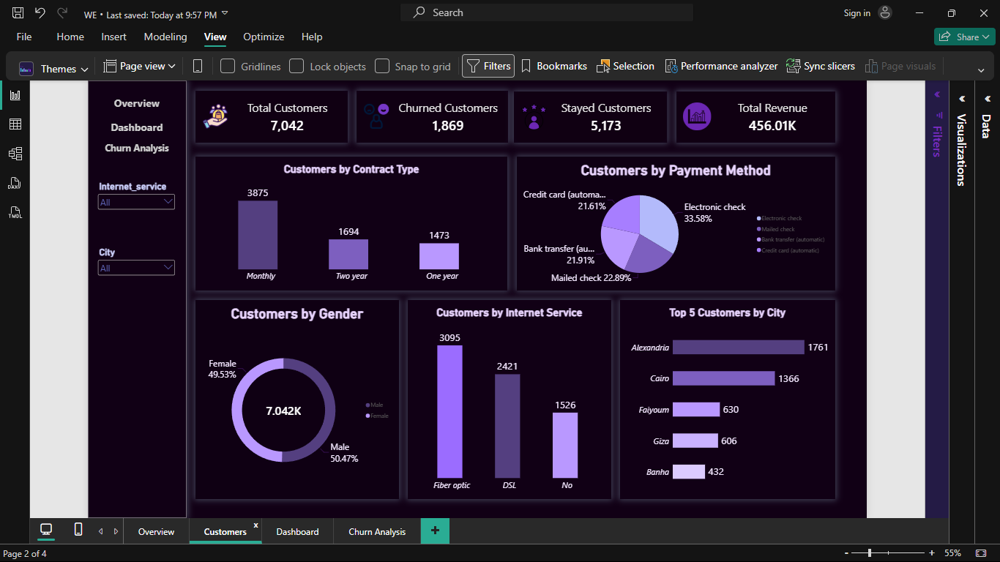 WE • Last saved: Today at 9:57 PM
Search
Sign in
File Home Insert Modeling View Optimize Help
Share
Themes Page view Gridlines Lock objects Snap to grid Filters Bookmarks Selection Performance analyzer Sync slicers Page visuals
Overview
Dashboard
Churn Analysis
Internet_service
All
City
All
Total Customers
7,042
Churned Customers
1,869
Stayed Customers
5,173
Total Revenue
456.01K
Customers by Contract Type
3875
1694
1473
Monthly
Two year
One year
Customers by Payment Method
Credit card (automa...
21.61%
Electronic check
33.58%
Bank transfer (au...
21.91%
Mailed check 22.89%
Electronic check
Mailed check
Bank transfer (automatic)
Credit card (automatic)
Customers by Gender
Female
49.53%
7.042K
Male
50.47%
Male
Female
Customers by Internet Service
3095
2421
1526
Fiber optic
DSL
No
Top 5 Customers by City
Alexandria 1761
Cairo 1366
Faiyoum 630
Giza 606
Banha 432
Filters
Visualizations
Data
DAX
TMDL
Overview Customers x Dashboard Churn Analysis +
Page 2 of 4
- + 55%